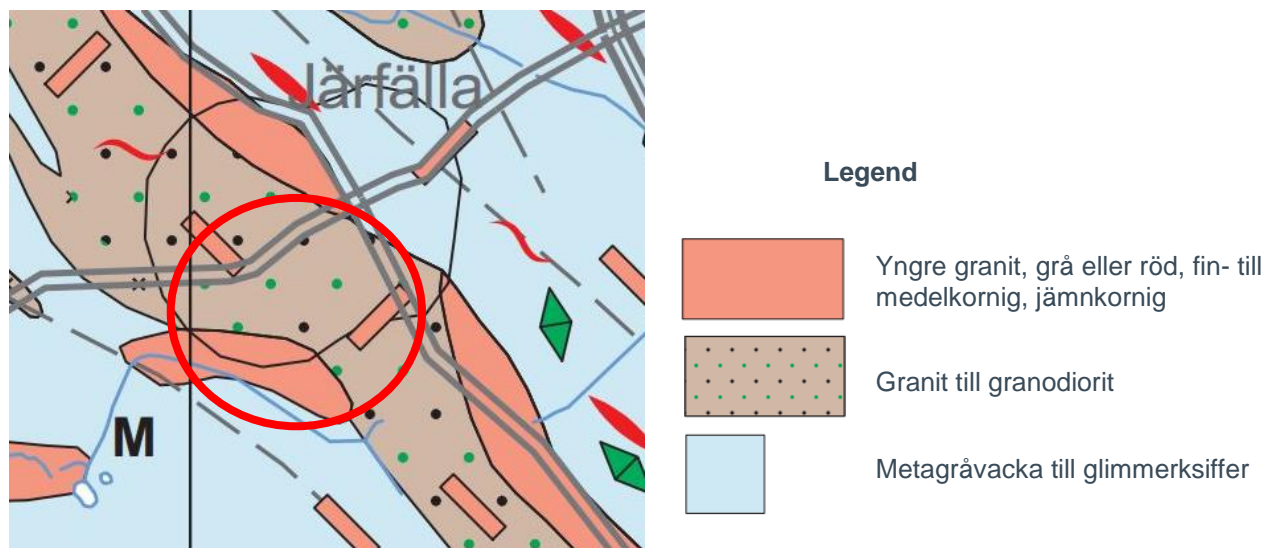 Järfälla
M
Legend
Yngre granit, grå eller röd, fin- till
medelkornig, jämnkornig
Granit till granodiorit
Metagråvacka till glimmerksiffer